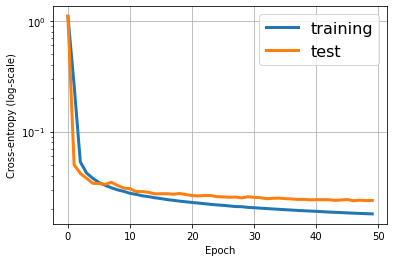 training
test
10⁰
10⁻¹
Cross-entropy (log-scale)
0 10 20 30 40 50
Epoch